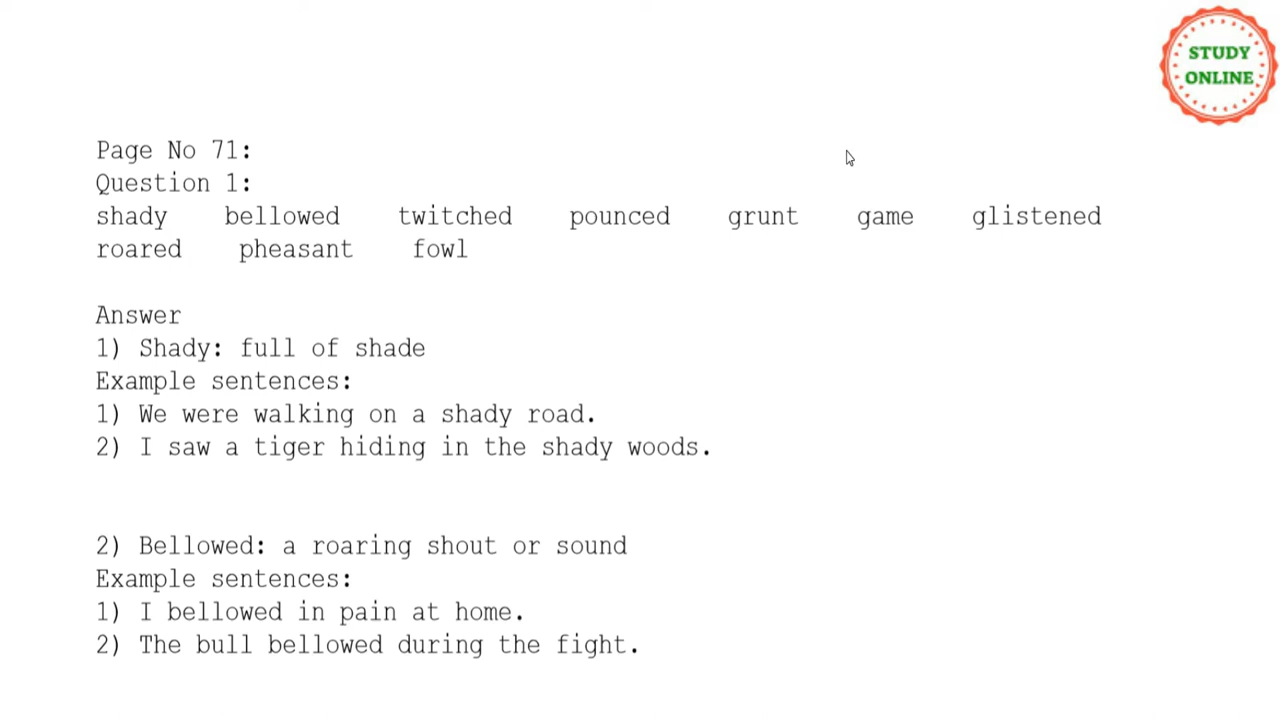 STUDY
ONLINE
Page No 71:
Question 1:
shady bellowed twitched pounced grunt game glistened
roared pheasant fowl
Answer
1) Shady: full of shade
Example sentences:
1) We were walking on a shady road.
2) I saw a tiger hiding in the shady woods.
2) Bellowed: a roaring shout or sound
Example sentences:
1) I bellowed in pain at home.
2) The bull bellowed during the fight.